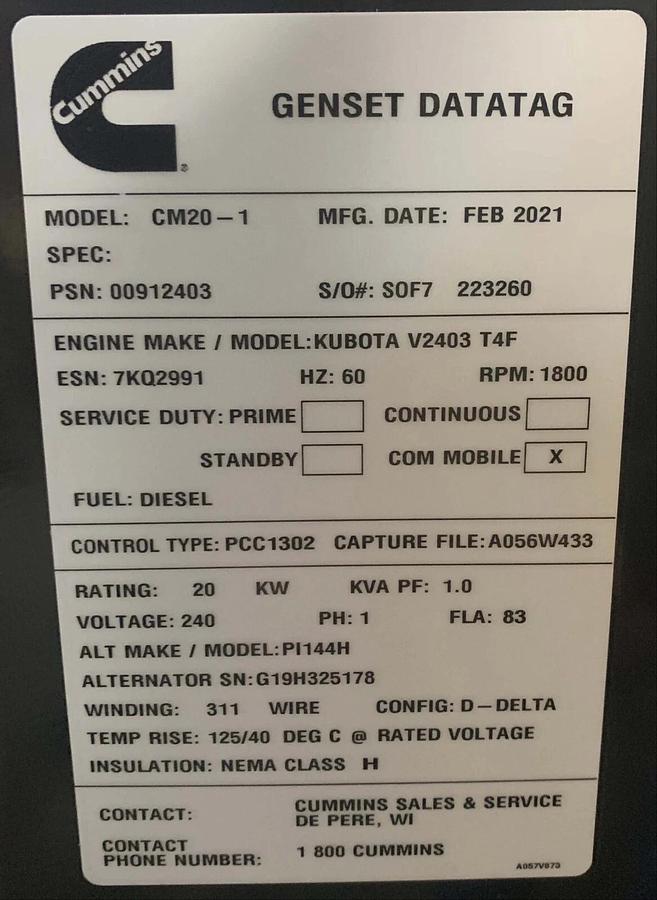 Cummins
®
GENSET DATATAG
MODEL: CM20-1 MFG. DATE: FEB 2021
SPEC:
PSN: 00912403 S/O#: SOF7 223260
ENGINE MAKE / MODEL:KUBOTA V2403 T4F
ESN: 7KQ2991 HZ: 60 RPM: 1800
SERVICE DUTY: PRIME CONTINUOUS
STANDBY COM MOBILE X
FUEL: DIESEL
CONTROL TYPE: PCC1302 CAPTURE FILE:A056W433
RATING: 20 KW KVA PF: 1.0
VOLTAGE: 240 PH: 1 FLA: 83
ALT MAKE / MODEL:PI144H
ALTERNATOR SN:G19H325178
WINDING: 311 WIRE CONFIG: D-DELTA
TEMP RISE: 125/40 DEG C @ RATED VOLTAGE
INSULATION: NEMA CLASS H
CONTACT: CUMMINS SALES & SERVICE
DE PERE, WI
CONTACT
PHONE NUMBER: 1 800 CUMMINS
A057V873